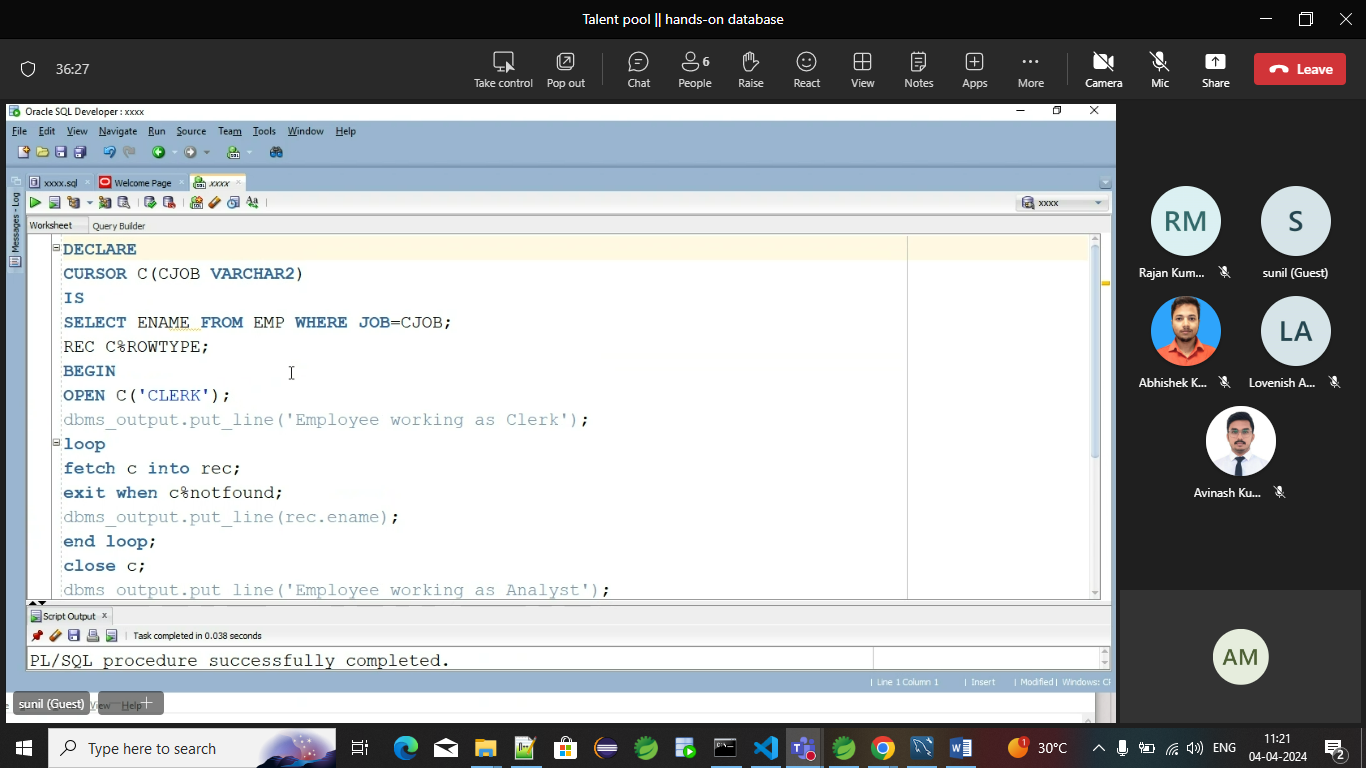 Talent pool || hands-on database
36:27
Take control Pop out Chat People 6 Raise React View Notes Apps More Camera Mic Share Leave
Oracle SQL Developer : xxxx
File Edit View Navigate Run Source Team Tools Window Help
xxxx.sql Welcome Page xxxx
xxxx
Messages - Log
Worksheet Query Builder
DECLARE
CURSOR C(CJOB VARCHAR2)
IS
SELECT ENAME FROM EMP WHERE JOB=CJOB;
REC C%ROWTYPE;
BEGIN
OPEN C('CLERK');
dbms_output.put_line('Employee working as Clerk');
loop
fetch c into rec;
exit when c%notfound;
dbms_output.put_line(rec.ename);
end loop;
close c;
dbms_output.put_line('Employee working as Analyst');
Script Output
Task completed in 0.038 seconds
PL/SQL procedure successfully completed.
Line 1 Column 1 Insert Modified Windows:
sunil (Guest)
View Help
RM
Rajan Kum...
S
sunil (Guest)
Abhishek K...
LA
Lovenish A...
Avinash Ku...
AM
Type here to search
1
30°C
ENG
11:21
04-04-2024
2